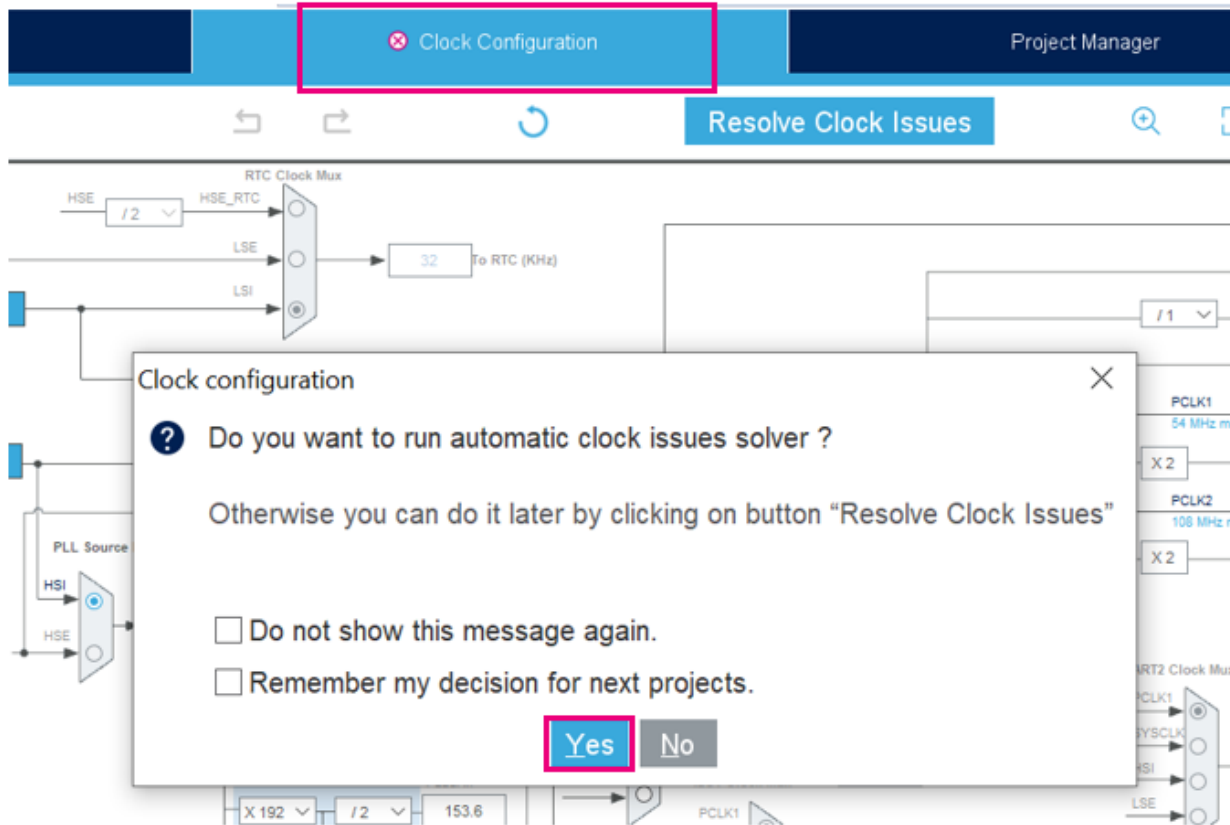 Clock Configuration
Project Manager
Resolve Clock Issues
RTC Clock Mux
HSE
/ 2
HSE_RTC
LSE
32
To RTC (KHz)
LSI
/ 1
Clock configuration
Do you want to run automatic clock issues solver ?
Otherwise you can do it later by clicking on button “Resolve Clock Issues”
Do not show this message again.
Remember my decision for next projects.
Yes
No
PCLK1
54 MHz m
X 2
PCLK2
108 MHz
X 2
PLL Source
HSI
HSE
Clock Mux
PCLK1
SYSCLK
HSI
LSE
X 192
/ 2
153.6
PCLK1